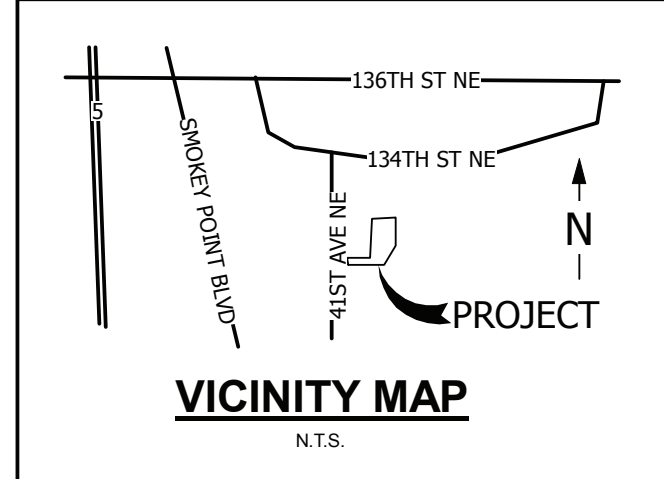 136TH ST NE
5
SMOKEY POINT BLVD
134TH ST NE
41ST AVE NE
N
PROJECT
VICINITY MAP
N.T.S.